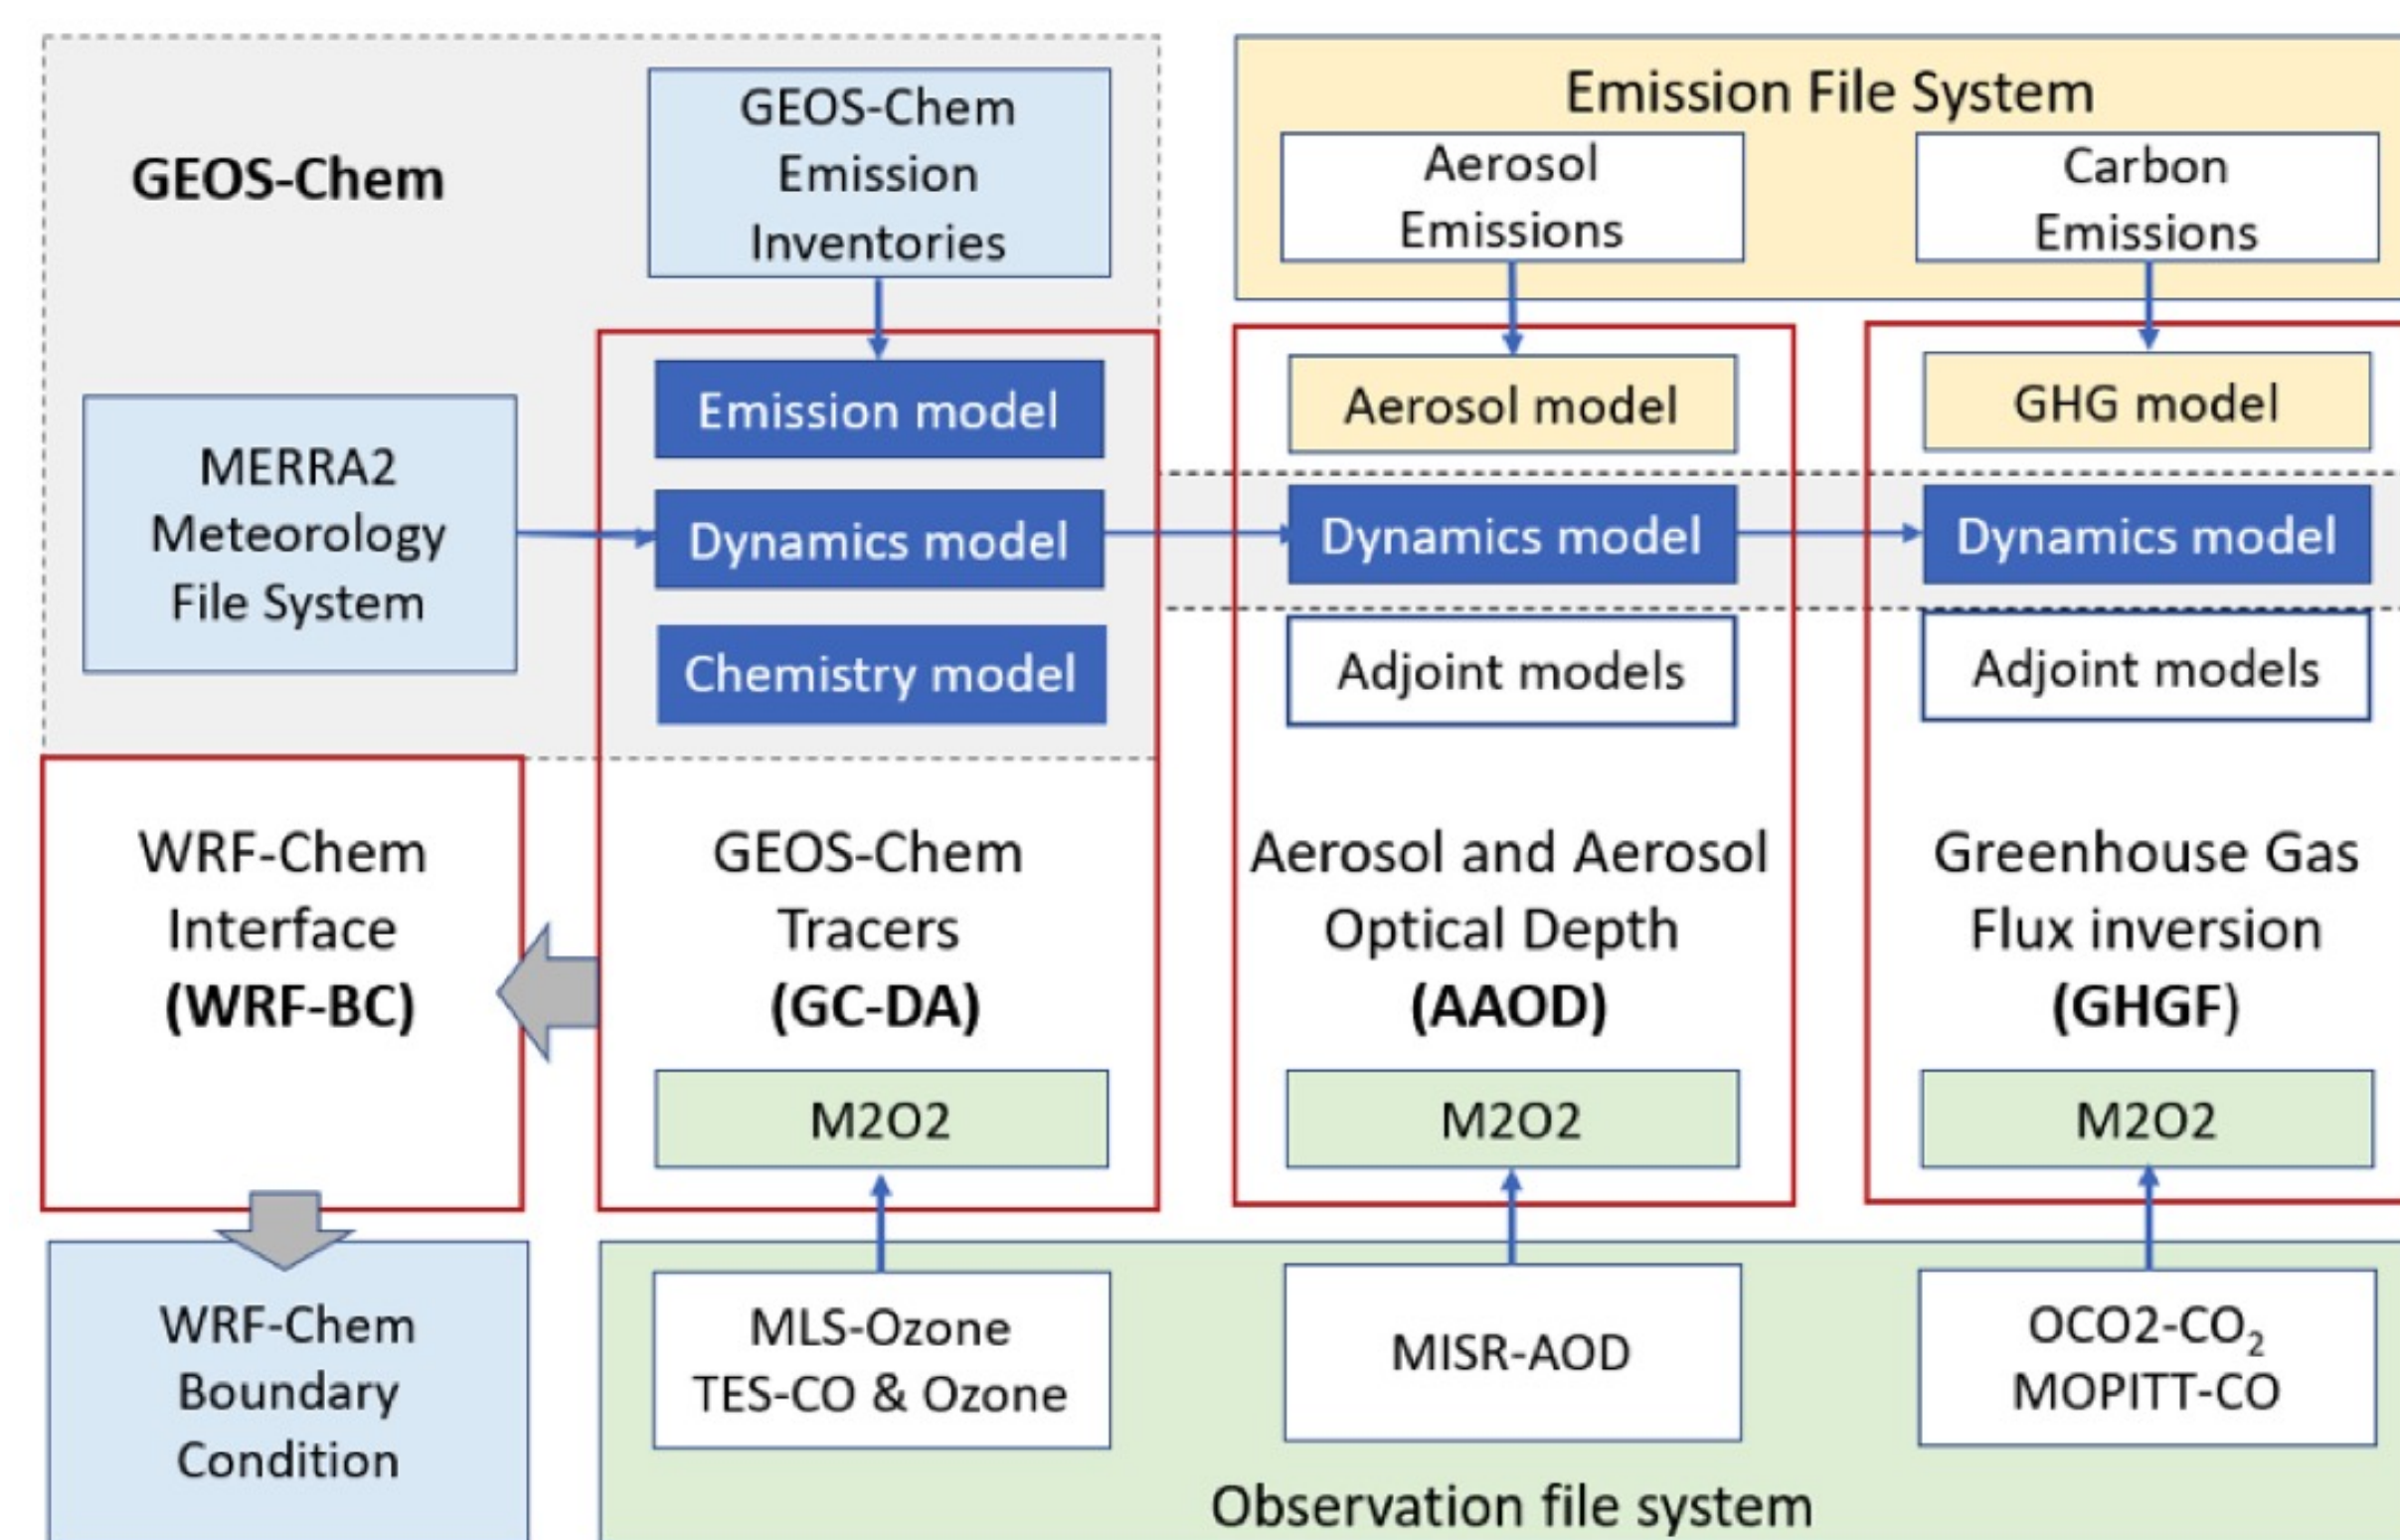 GEOS-Chem
GEOS-Chem
Emission
Inventories
MERRA2
Meteorology
File System
Emission model
Dynamics model
Chemistry model
Emission File System
Aerosol
Emissions
Carbon
Emissions
Aerosol model
GHG model
Dynamics model
Dynamics model
Adjoint models
Adjoint models
WRF-Chem
Interface
(WRF-BC)
GEOS-Chem
Tracers
(GC-DA)
Aerosol and Aerosol
Optical Depth
(AAOD)
Greenhouse Gas
Flux inversion
(GHGF)
M2O2
M2O2
M2O2
WRF-Chem
Boundary
Condition
MLS-Ozone
TES-CO & Ozone
MISR-AOD
OCO2-CO₂
MOPITT-CO
Observation file system